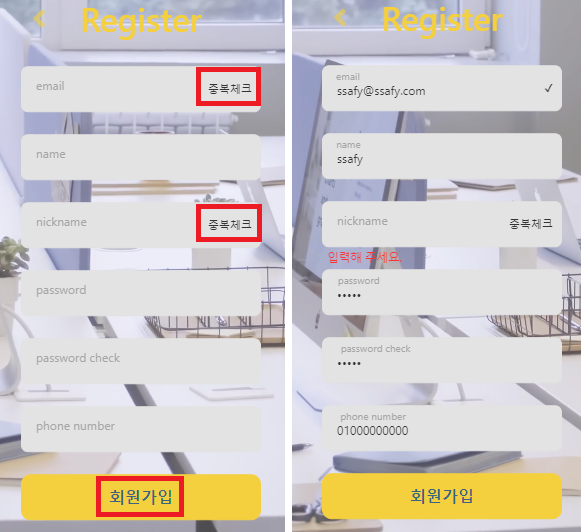 Register
email
중복체크
name
nickname
중복체크
password
password check
phone number
회원가입
Register
email
ssafy@ssafy.com
name
ssafy
nickname
중복체크
입력해 주세요.
password
•••••
password check
•••••
phone number
01000000000
회원가입